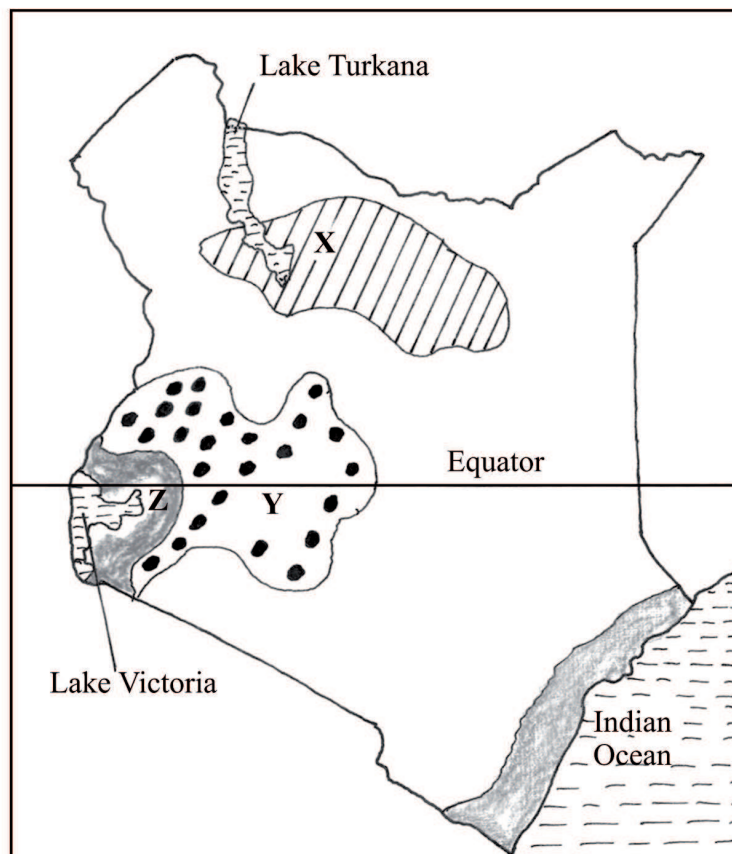 Lake Turkana
X
Equator
Z
Y
Lake Victoria
Indian
Ocean